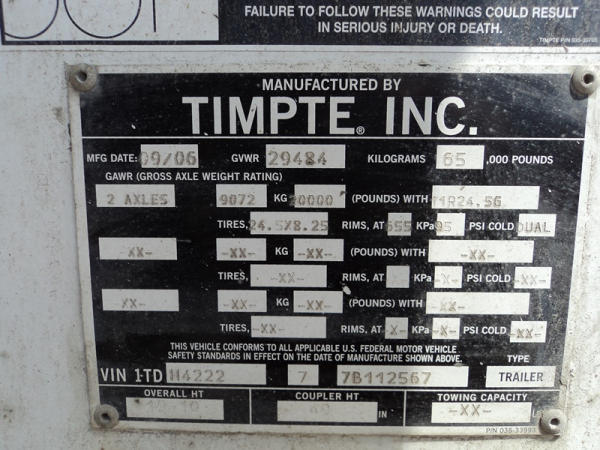 FAILURE TO FOLLOW THESE WARNINGS COULD RESULT
IN SERIOUS INJURY OR DEATH.
MANUFACTURED BY
TIMPTE® INC.
MFG DATE: 09/06 GVWR 29484 KILOGRAMS 65 ,000 POUNDS
GAWR (GROSS AXLE WEIGHT RATING)
2 AXLES 9072 KG 20000 (POUNDS) WITH 11R24.5G
TIRES, 24.5X8.25 RIMS, AT 655 KPa 95 PSI COLD DUAL
-XX- -XX- KG -XX- (POUNDS) WITH -XX-
TIRES, -XX- RIMS, AT KPa -X- PSI COLD -XX-
-XX- -XX- KG -XX- (POUNDS) WITH -XX-
TIRES, -XX- RIMS, AT -X- KPa -X- PSI COLD -XX-
THIS VEHICLE CONFORMS TO ALL APPLICABLE U.S. FEDERAL MOTOR VEHICLE
SAFETY STANDARDS IN EFFECT ON THE DATE OF MANUFACTURE SHOWN ABOVE. TYPE
VIN 1-TD H4222 7 7B112567 TRAILER
OVERALL HT COUPLER HT TOWING CAPACITY
IN -XX-